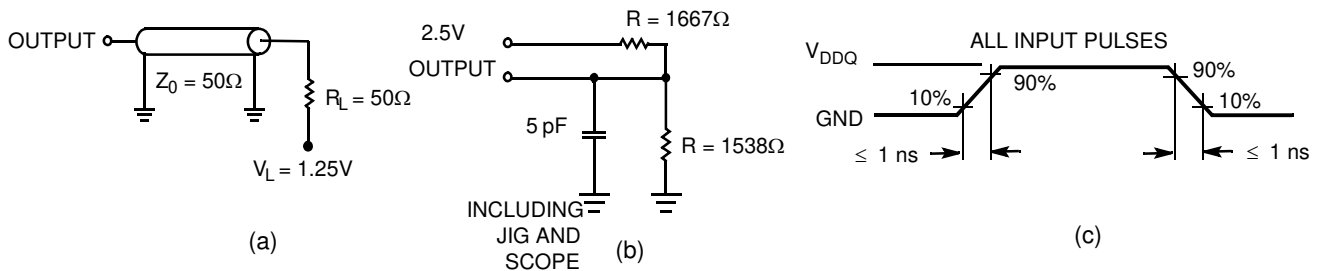 OUTPUT
Z0 = 50Ω
RL = 50Ω
VL = 1.25V
(a)
R = 1667Ω
2.5V
OUTPUT
5 pF
R = 1538Ω
INCLUDING
JIG AND
SCOPE
(b)
ALL INPUT PULSES
VDDQ
90%
90%
10%
10%
GND
≤ 1 ns
≤ 1 ns
(c)